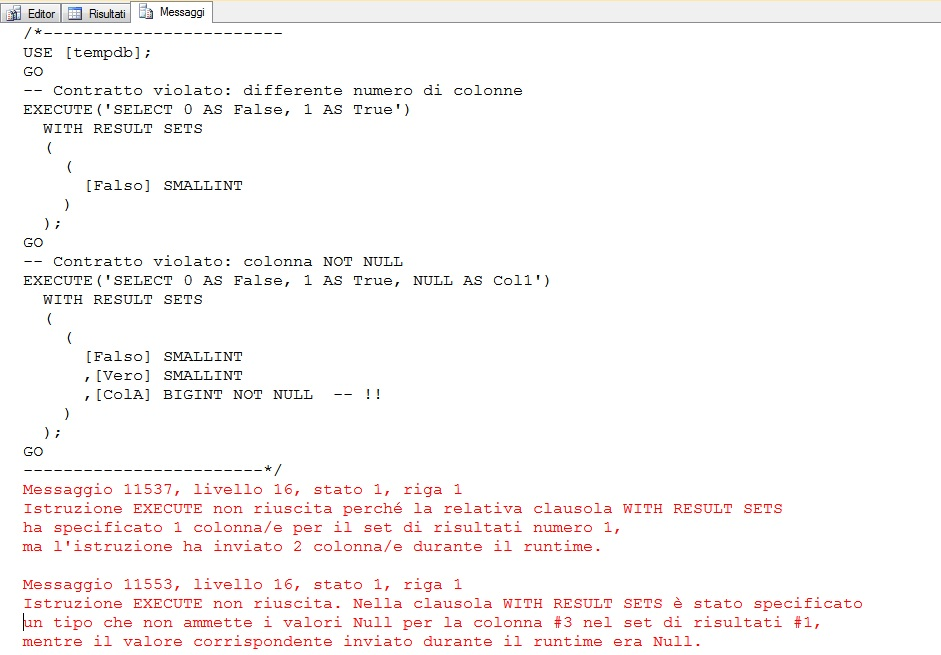 Editor Risultati Messaggi
/*------------------------
USE [tempdb];
GO
-- Contratto violato: differente numero di colonne
EXECUTE('SELECT 0 AS False, 1 AS True')
  WITH RESULT SETS
  (
    (
      [Falso] SMALLINT
    )
  );
GO
-- Contratto violato: colonna NOT NULL
EXECUTE('SELECT 0 AS False, 1 AS True, NULL AS Col1')
  WITH RESULT SETS
  (
    (
      [Falso] SMALLINT
      ,[Vero] SMALLINT
      ,[ColA] BIGINT NOT NULL  -- !!
    )
  );
GO
------------------------*/
Messaggio 11537, livello 16, stato 1, riga 1
Istruzione EXECUTE non riuscita perché la relativa clausola WITH RESULT SETS
ha specificato 1 colonna/e per il set di risultati numero 1,
ma l'istruzione ha inviato 2 colonna/e durante il runtime.

Messaggio 11553, livello 16, stato 1, riga 1
Istruzione EXECUTE non riuscita. Nella clausola WITH RESULT SETS è stato specificato
un tipo che non ammette i valori Null per la colonna #3 nel set di risultati #1,
mentre il valore corrispondente inviato durante il runtime era Null.